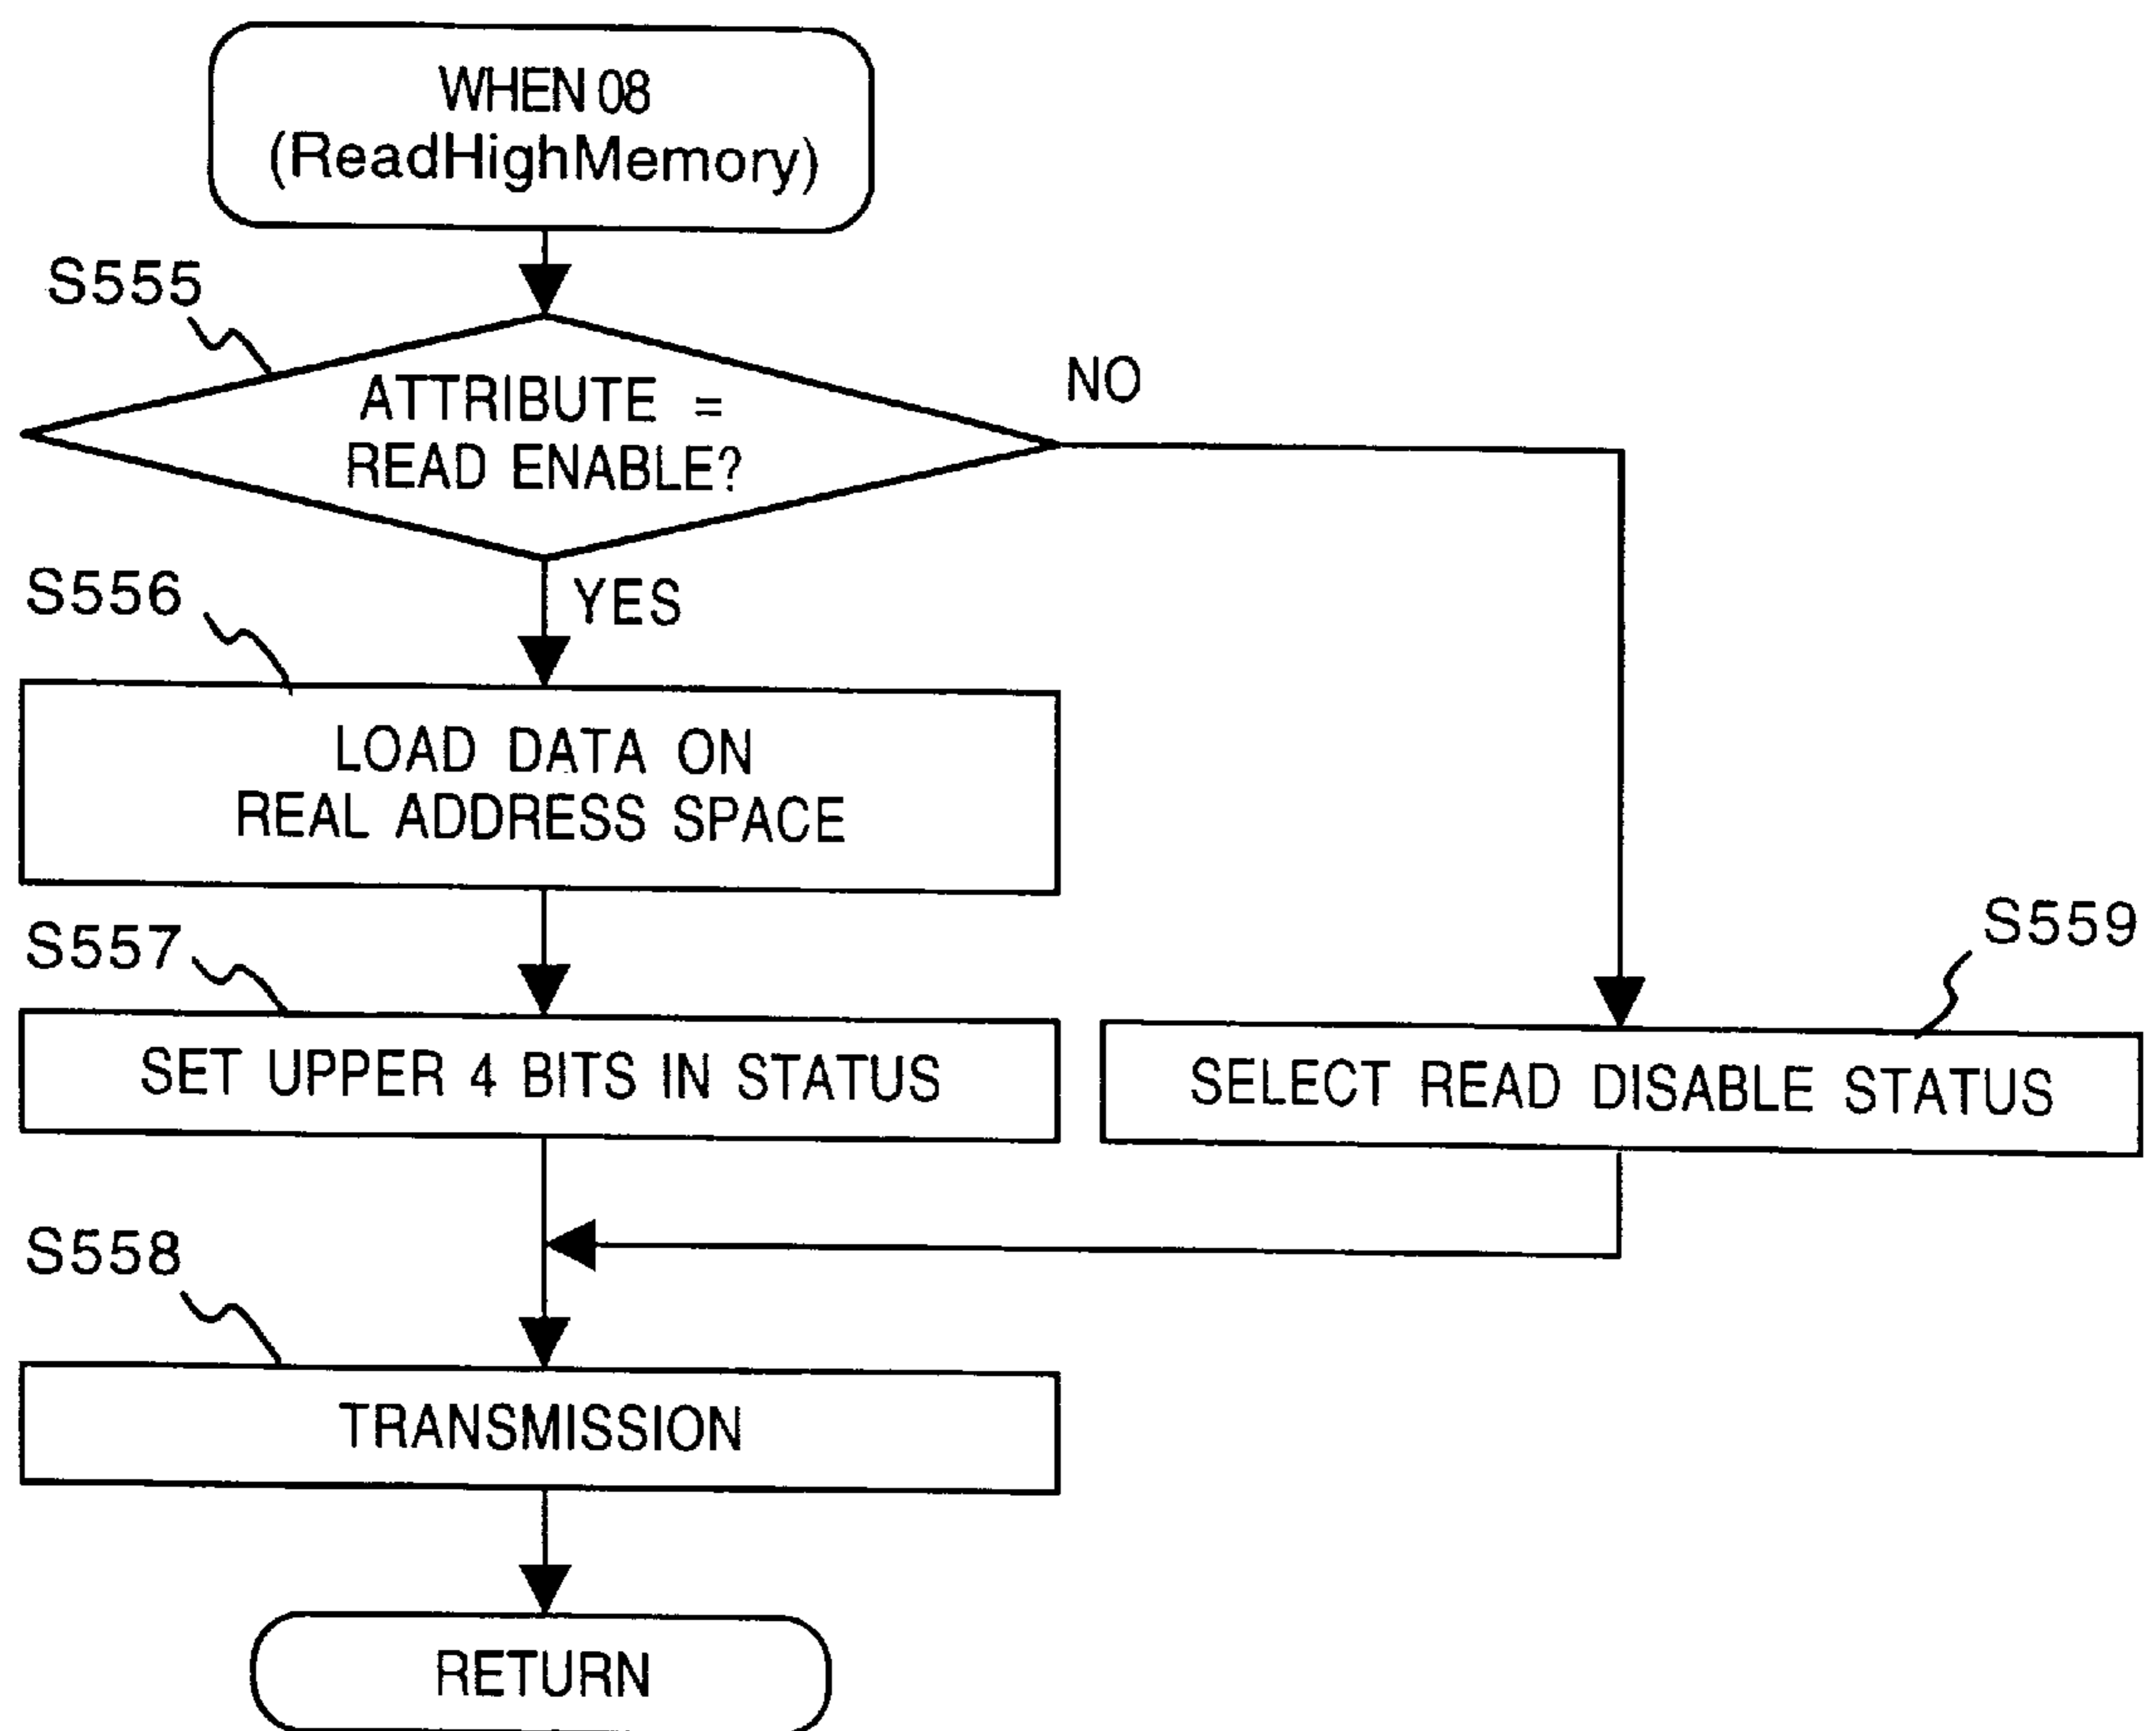 WHEN 08
(ReadHighMemory)
S555
ATTRIBUTE =
READ ENABLE?
NO
YES
S556
LOAD DATA ON
REAL ADDRESS SPACE
S557
SET UPPER 4 BITS IN STATUS
S559
SELECT READ DISABLE STATUS
S558
TRANSMISSION
RETURN